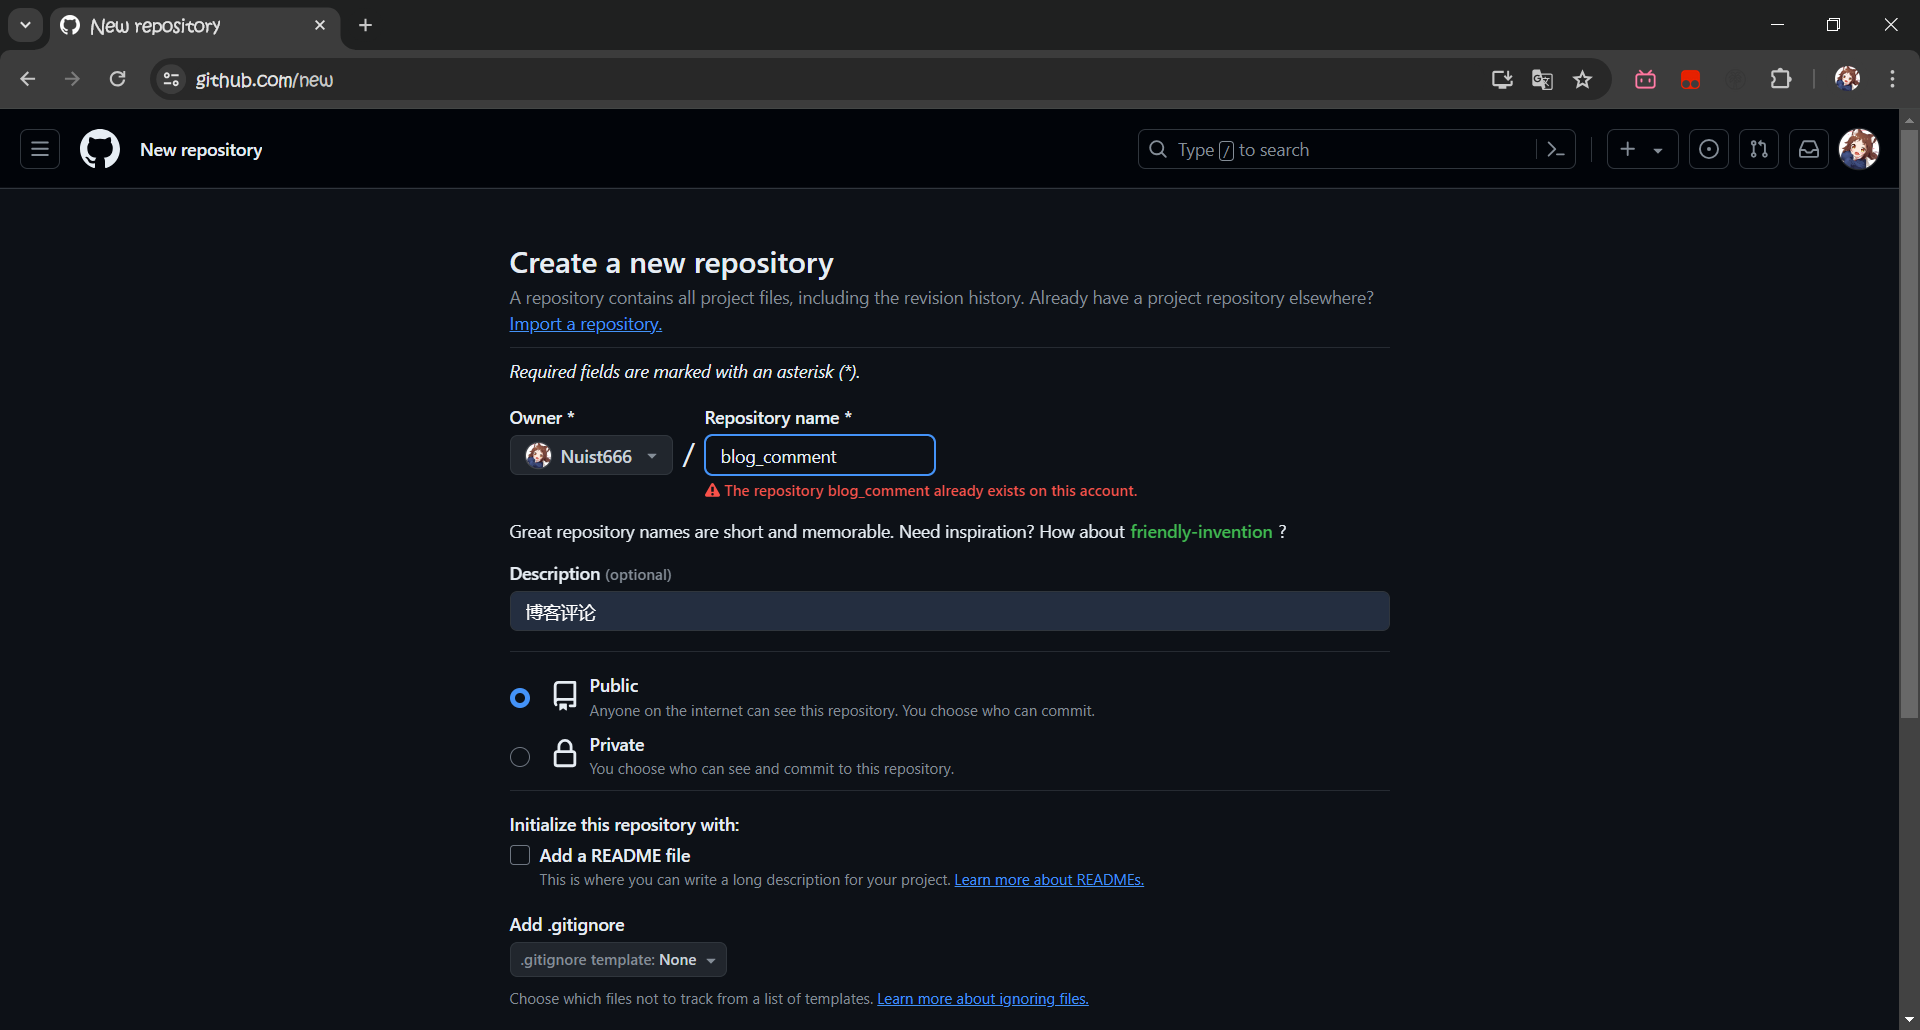 New repository
github.com/new
New repository
Type / to search
Create a new repository
A repository contains all project files, including the revision history. Already have a project repository elsewhere?
Import a repository.
Required fields are marked with an asterisk (*).
Owner * Repository name *
Nuist666 / blog_comment
The repository blog_comment already exists on this account.
Great repository names are short and memorable. Need inspiration? How about friendly-invention ?
Description (optional)
博客评论
Public
Anyone on the internet can see this repository. You choose who can commit.
Private
You choose who can see and commit to this repository.
Initialize this repository with:
Add a README file
This is where you can write a long description for your project. Learn more about READMEs.
Add .gitignore
.gitignore template: None
Choose which files not to track from a list of templates. Learn more about ignoring files.